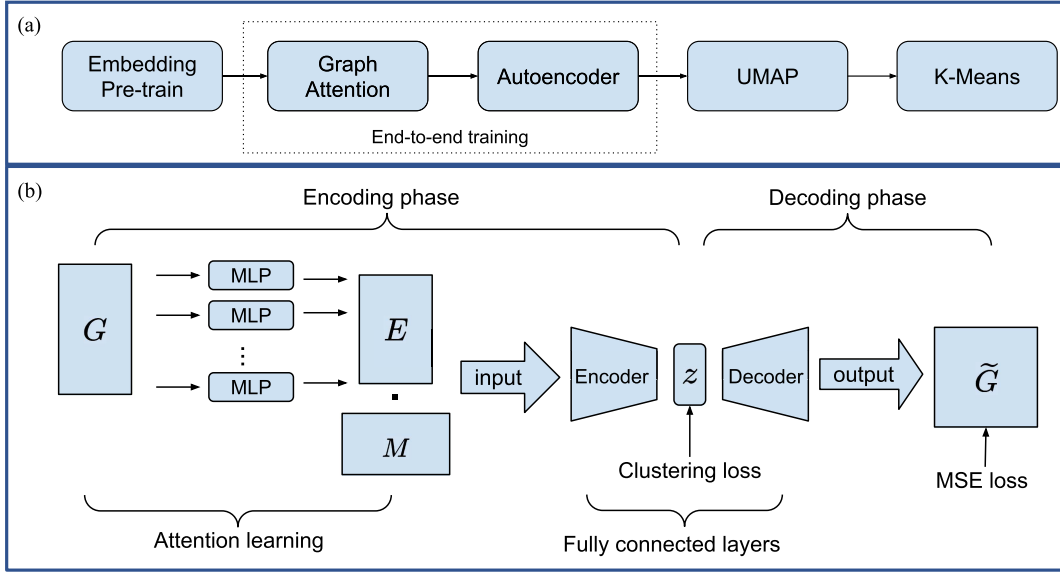 (a)
Embedding
Pre-train
Graph
Attention
Autoencoder
UMAP
K-Means
End-to-end training
(b)
Encoding phase
Decoding phase
G
MLP
MLP
...
MLP
E
M
input
Encoder
z
Decoder
output
G̃
Clustering loss
MSE loss
Attention learning
Fully connected layers